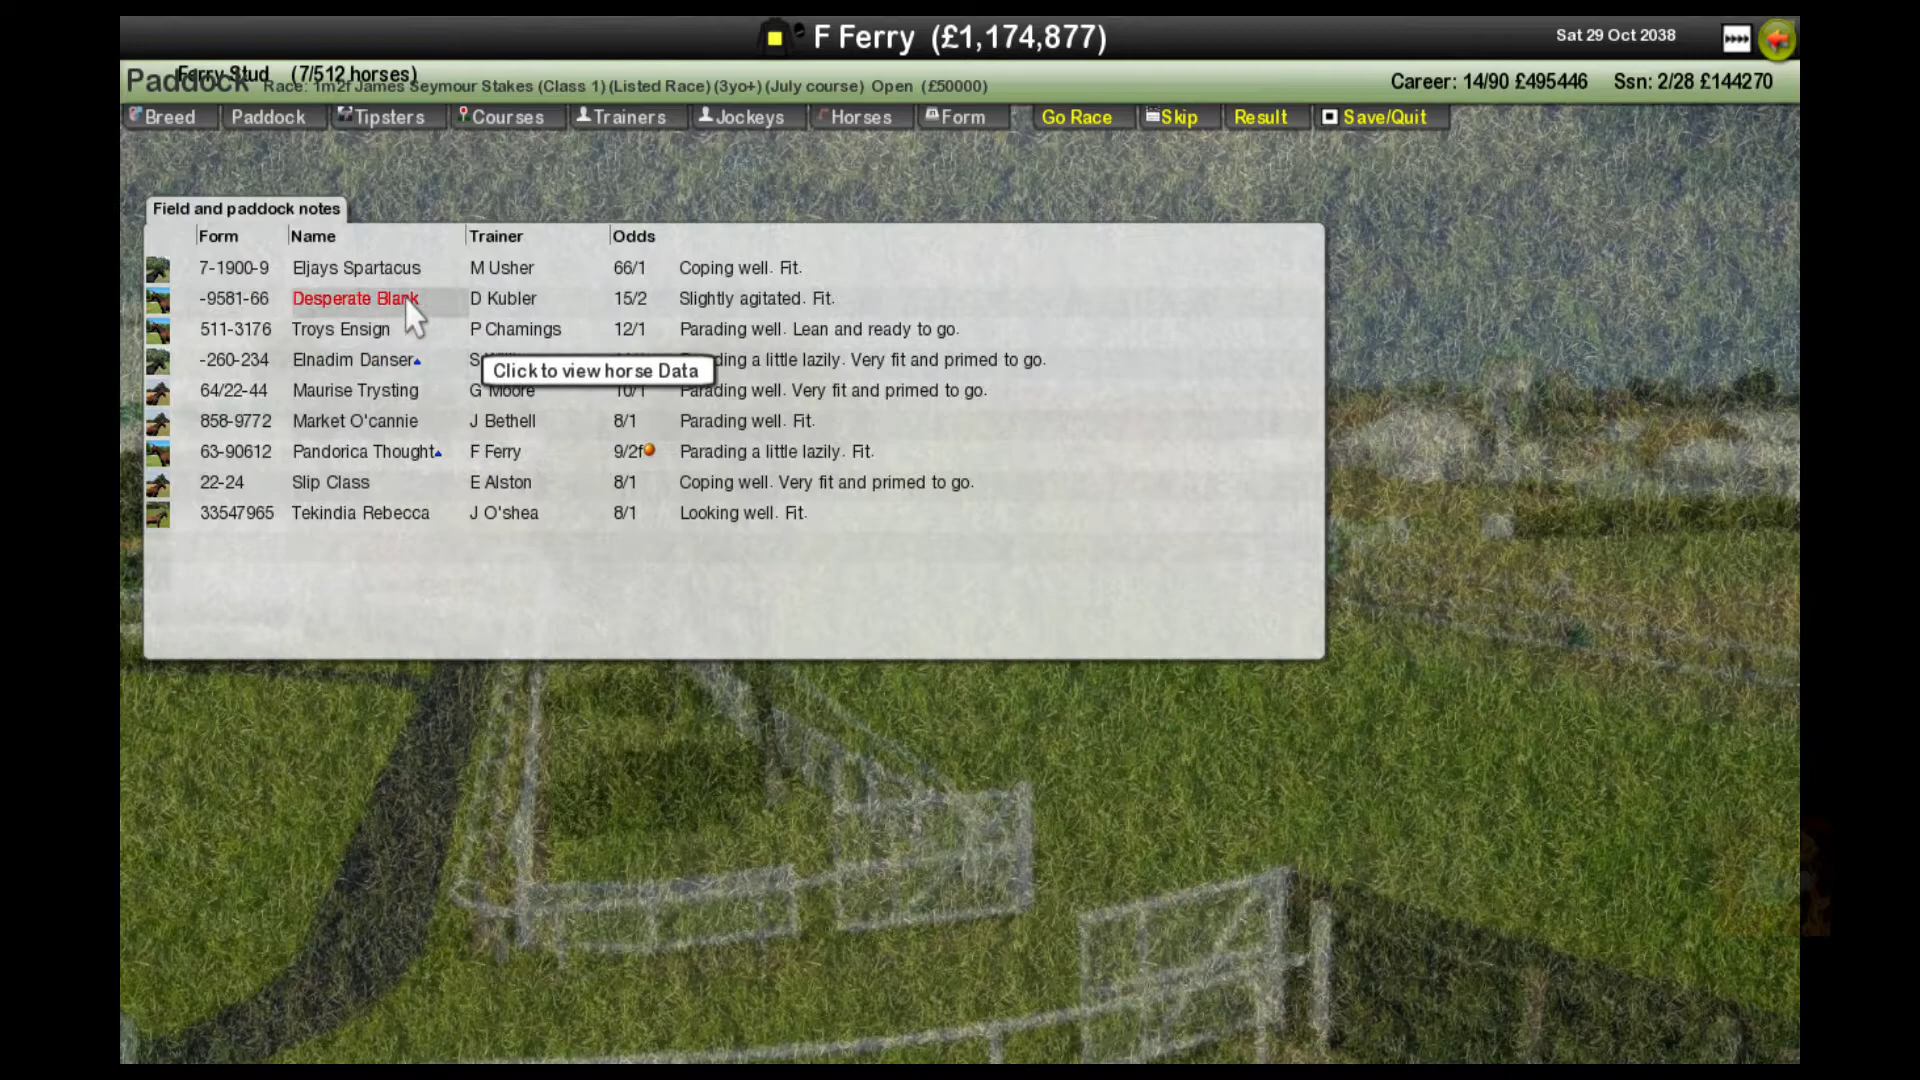 F Ferry (£1,174,877)
Sat 29 Oct 2038
Ferry Stud (7/512 horses)
Paddock Race: 1m2f James Seymour Stakes (Class 1) (Listed Race) (3yo+) (July course) Open (£50000)
Career: 14/90 £495446 Ssn: 2/28 £144270
Breed Paddock Tipsters Courses Trainers Jockeys Horses Form Go Race Skip Result Save/Quit
Field and paddock notes
Form Name Trainer Odds
7-1900-9 Eljays Spartacus M Usher 66/1 Coping well. Fit.
-9581-66 Desperate Blank D Kubler 15/2 Slightly agitated. Fit.
511-3176 Troys Ensign P Chamings 12/1 Parading well. Lean and ready to go.
-260-234 Elnadim Danser a little lazily. Very fit and primed to go.
Click to view horse Data
64/22-44 Maurise Trysting G Moore 10/1 Parading well. Very fit and primed to go.
858-9772 Market O'cannie J Bethell 8/1 Parading well. Fit.
63-90612 Pandorica Thought F Ferry 9/2f Parading a little lazily. Fit.
22-24 Slip Class E Alston 8/1 Coping well. Very fit and primed to go.
33547965 Tekindia Rebecca J O'shea 8/1 Looking well. Fit.